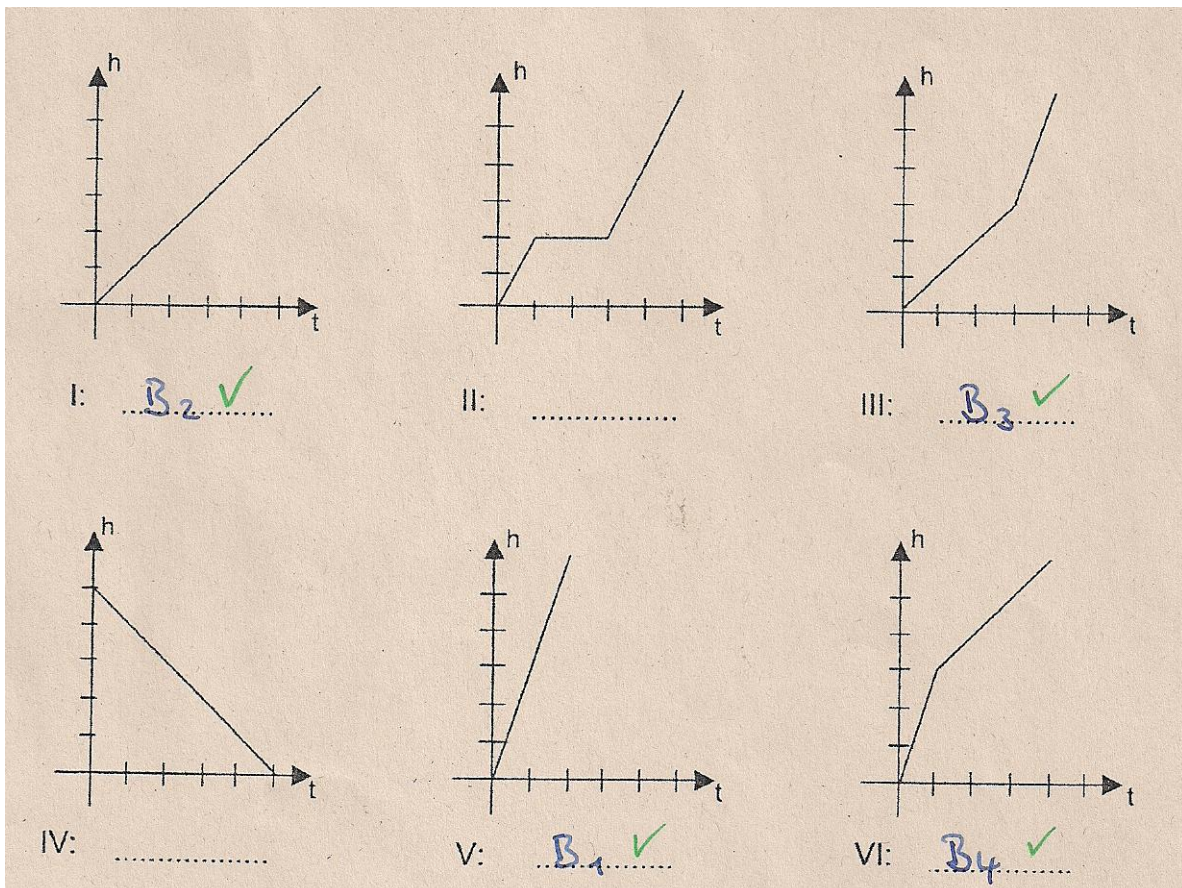 h h h
t t t
I: B2 ✓ II: ............... III: B3 ✓
h h h
t t t
IV: ............... V: B1 ✓ VI: B4 ✓